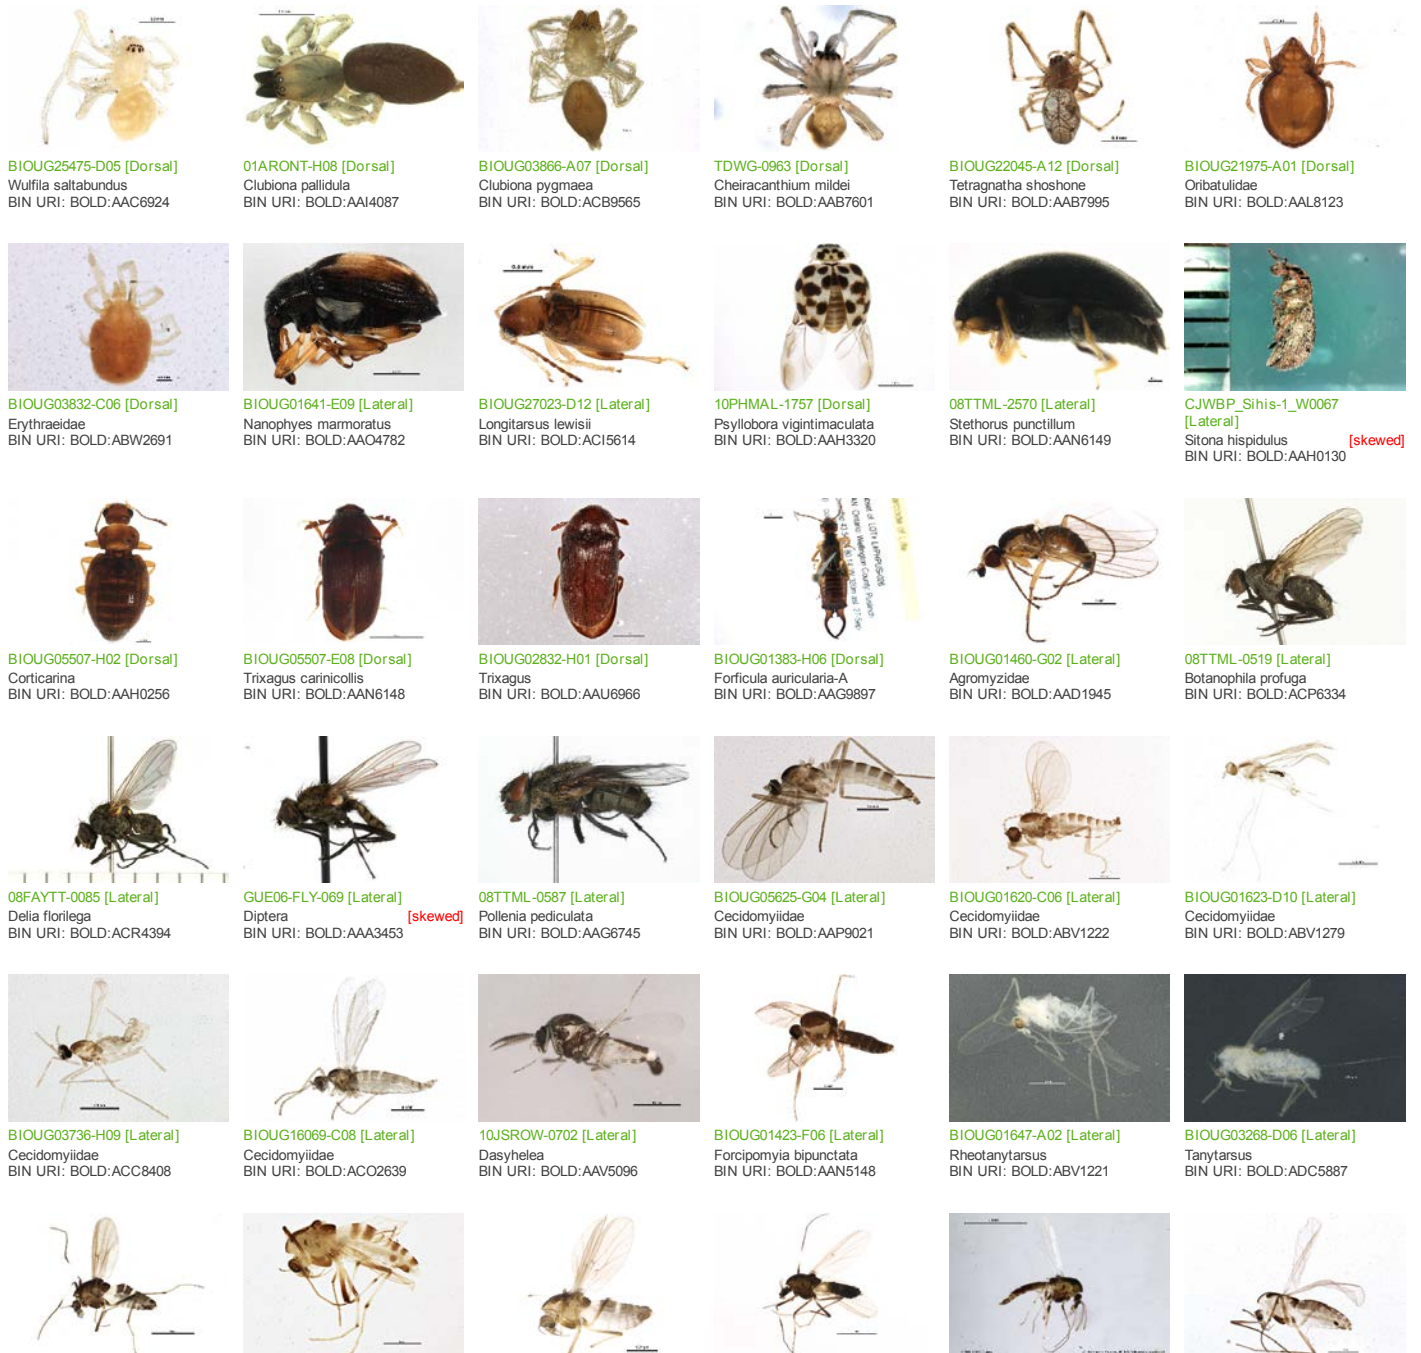 BIOUG25475-D05 [Dorsal]
Wulfila saltabundus
BIN URI: BOLD:AAC6924
01ARONT-H08 [Dorsal]
Clubiona pallidula
BIN URI: BOLD:AAI4087
BIOUG03866-A07 [Dorsal]
Clubiona pygmaea
BIN URI: BOLD:ACB9565
TDWG-0963 [Dorsal]
Cheiracanthium mildei
BIN URI: BOLD:AAB7601
BIOUG22045-A12 [Dorsal]
Tetragnatha shoshone
BIN URI: BOLD:AAB7995
BIOUG21975-A01 [Dorsal]
Oribatulidae
BIN URI: BOLD:AAL8123
BIOUG03832-C06 [Dorsal]
Erythraeidae
BIN URI: BOLD:ABW2691
BIOUG01641-E09 [Lateral]
Nanophyes marmoratus
BIN URI: BOLD:AAO4782
BIOUG27023-D12 [Lateral]
Longitarsus lewisii
BIN URI: BOLD:ACI5614
10PHMAL-1757 [Dorsal]
Psyllobora vigintimaculata
BIN URI: BOLD:AAH3320
08TTML-2570 [Lateral]
Stethorus punctillum
BIN URI: BOLD:AAN6149
CJWBP_Sihis-1_W0067
[Lateral]
Sitona hispidulus [skewed]
BIN URI: BOLD:AAH0130
BIOUG05507-H02 [Dorsal]
Corticarina
BIN URI: BOLD:AAH0256
BIOUG05507-E08 [Dorsal]
Trixagus carinicollis
BIN URI: BOLD:AAN6148
BIOUG02832-H01 [Dorsal]
Trixagus
BIN URI: BOLD:AAU6966
BIOUG01383-H06 [Dorsal]
Forficula auricularia-A
BIN URI: BOLD:AAG9897
BIOUG01460-G02 [Lateral]
Agromyzidae
BIN URI: BOLD:AAD1945
08TTML-0519 [Lateral]
Botanophila profuga
BIN URI: BOLD:ACP6334
08FAYTT-0085 [Lateral]
Delia florilega
BIN URI: BOLD:ACR4394
GUE06-FLY-069 [Lateral]
Diptera [skewed]
BIN URI: BOLD:AAA3453
08TTML-0587 [Lateral]
Pollenia pediculata
BIN URI: BOLD:AAG6745
BIOUG05625-G04 [Lateral]
Cecidomyiidae
BIN URI: BOLD:AAP9021
BIOUG01620-C06 [Lateral]
Cecidomyiidae
BIN URI: BOLD:ABV1222
BIOUG01623-D10 [Lateral]
Cecidomyiidae
BIN URI: BOLD:ABV1279
BIOUG03736-H09 [Lateral]
Cecidomyiidae
BIN URI: BOLD:ACC8408
BIOUG16069-C08 [Lateral]
Cecidomyiidae
BIN URI: BOLD:ACO2639
10JSROW-0702 [Lateral]
Dasyhelea
BIN URI: BOLD:AAV5096
BIOUG01423-F06 [Lateral]
Forcipomyia bipunctata
BIN URI: BOLD:AAN5148
BIOUG01647-A02 [Lateral]
Rheotanytarsus
BIN URI: BOLD:ABV1221
BIOUG03268-D06 [Lateral]
Tanytarsus
BIN URI: BOLD:ADC5887